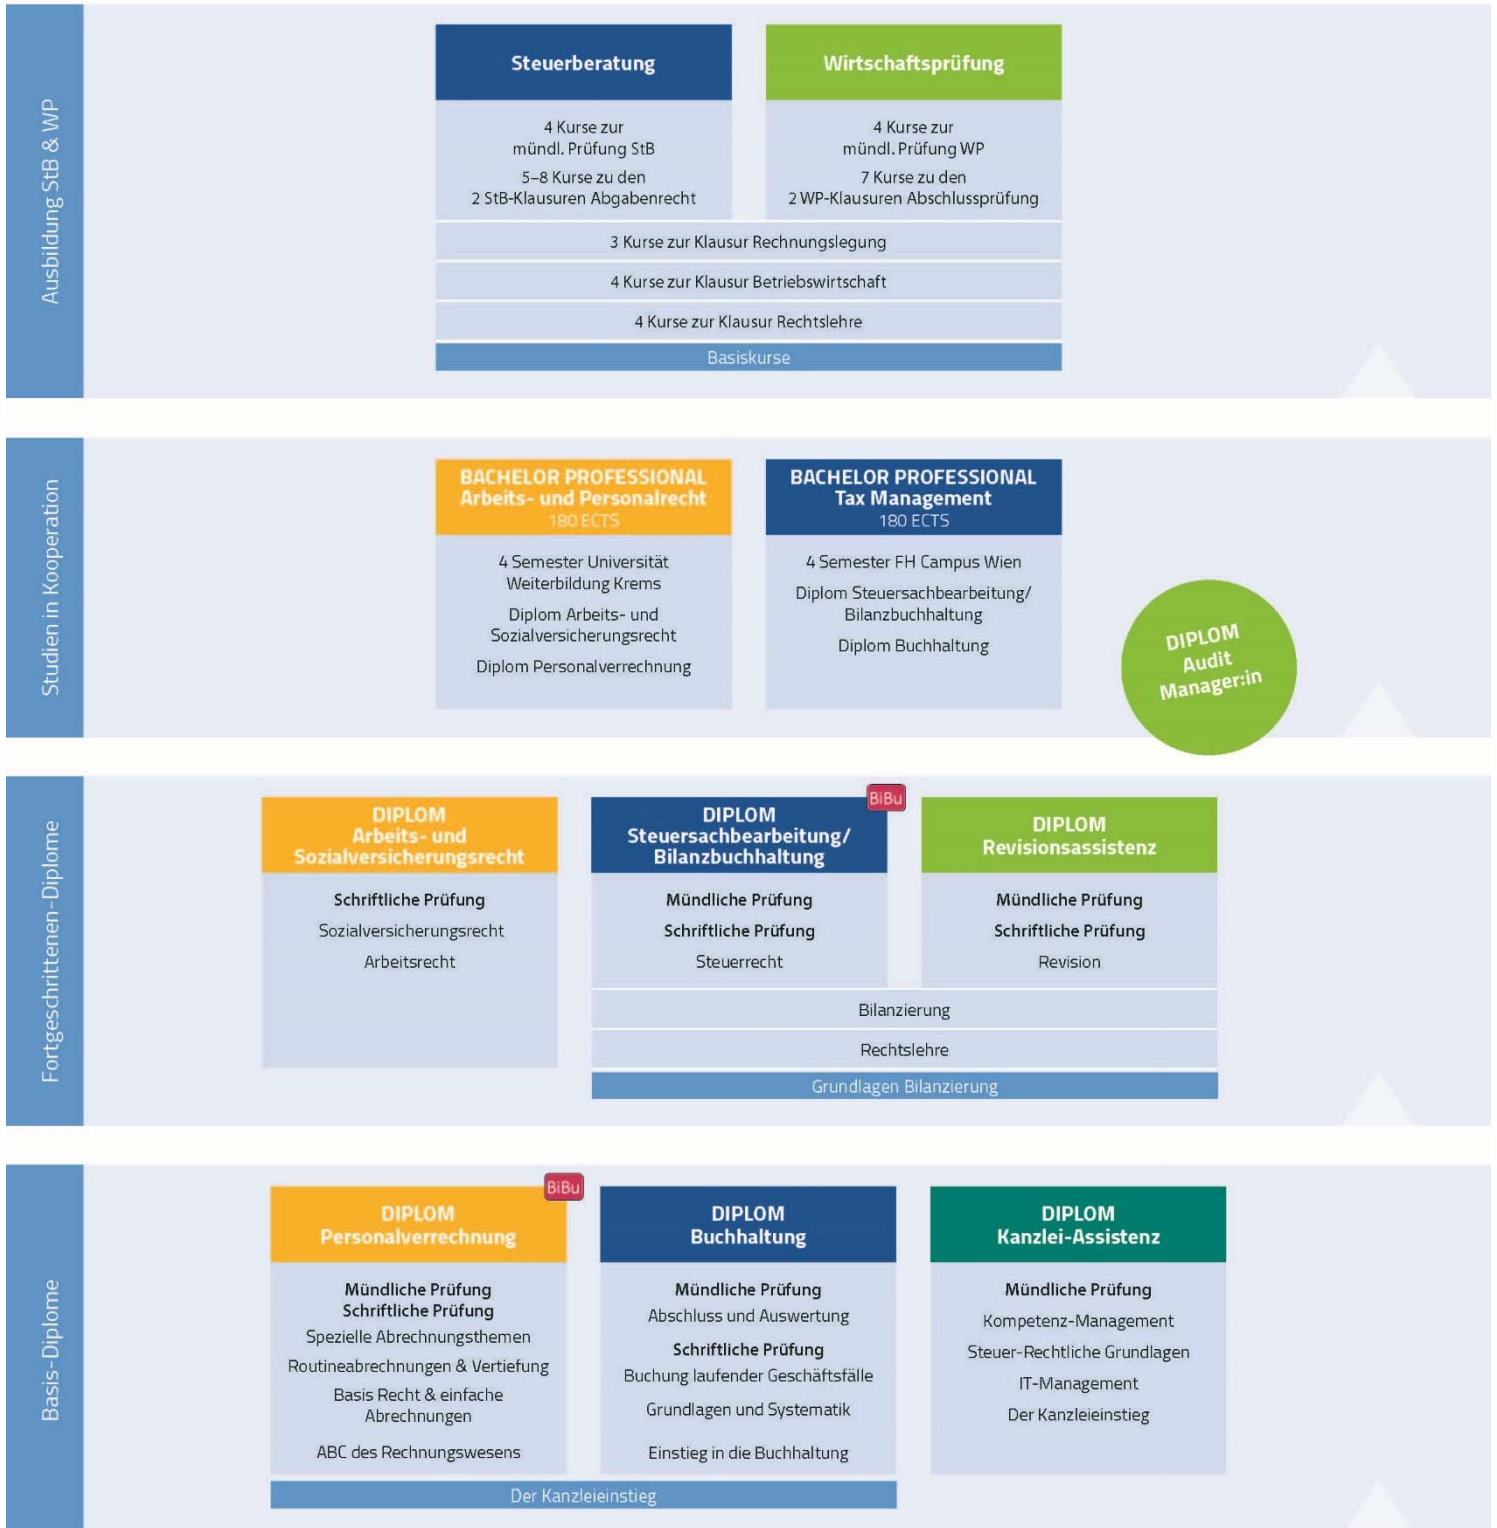 Ausbildung StB & WP
Steuerberatung
4 Kurse zur
mündl. Prüfung StB
5–8 Kurse zu den
2 StB-Klausuren Abgabenrecht
Wirtschaftsprüfung
4 Kurse zur
mündl. Prüfung WP
7 Kurse zu den
2 WP-Klausuren Abschlussprüfung
3 Kurse zur Klausur Rechnungslegung
4 Kurse zur Klausur Betriebswirtschaft
4 Kurse zur Klausur Rechtslehre
Basiskurse
Studien in Kooperation
BACHELOR PROFESSIONAL
Arbeits- und Personalrecht
180 ECTS
4 Semester Universität
Weiterbildung Krems
Diplom Arbeits- und
Sozialversicherungsrecht
Diplom Personalverrechnung
BACHELOR PROFESSIONAL
Tax Management
180 ECTS
4 Semester FH Campus Wien
Diplom Steuersachbearbeitung/
Bilanzbuchhaltung
Diplom Buchhaltung
DIPLOM
Audit
Manager:in
Fortgeschrittenen-Diplome
DIPLOM
Arbeits- und
Sozialversicherungsrecht
Schriftliche Prüfung
Sozialversicherungsrecht
Arbeitsrecht
BiBu
DIPLOM
Steuersachbearbeitung/
Bilanzbuchhaltung
Mündliche Prüfung
Schriftliche Prüfung
Steuerrecht
DIPLOM
Revisionsassistenz
Mündliche Prüfung
Schriftliche Prüfung
Revision
Bilanzierung
Rechtslehre
Grundlagen Bilanzierung
Basis-Diplome
BiBu
DIPLOM
Personalverrechnung
Mündliche Prüfung
Schriftliche Prüfung
Spezielle Abrechnungsthemen
Routineabrechnungen & Vertiefung
Basis Recht & einfache
Abrechnungen
ABC des Rechnungswesens
DIPLOM
Buchhaltung
Mündliche Prüfung
Abschluss und Auswertung
Schriftliche Prüfung
Buchung laufender Geschäftsfälle
Grundlagen und Systematik
Einstieg in die Buchhaltung
Der Kanzleieinstieg
DIPLOM
Kanzlei-Assistenz
Mündliche Prüfung
Kompetenz-Management
Steuer-Rechtliche Grundlagen
IT-Management
Der Kanzleieinstieg